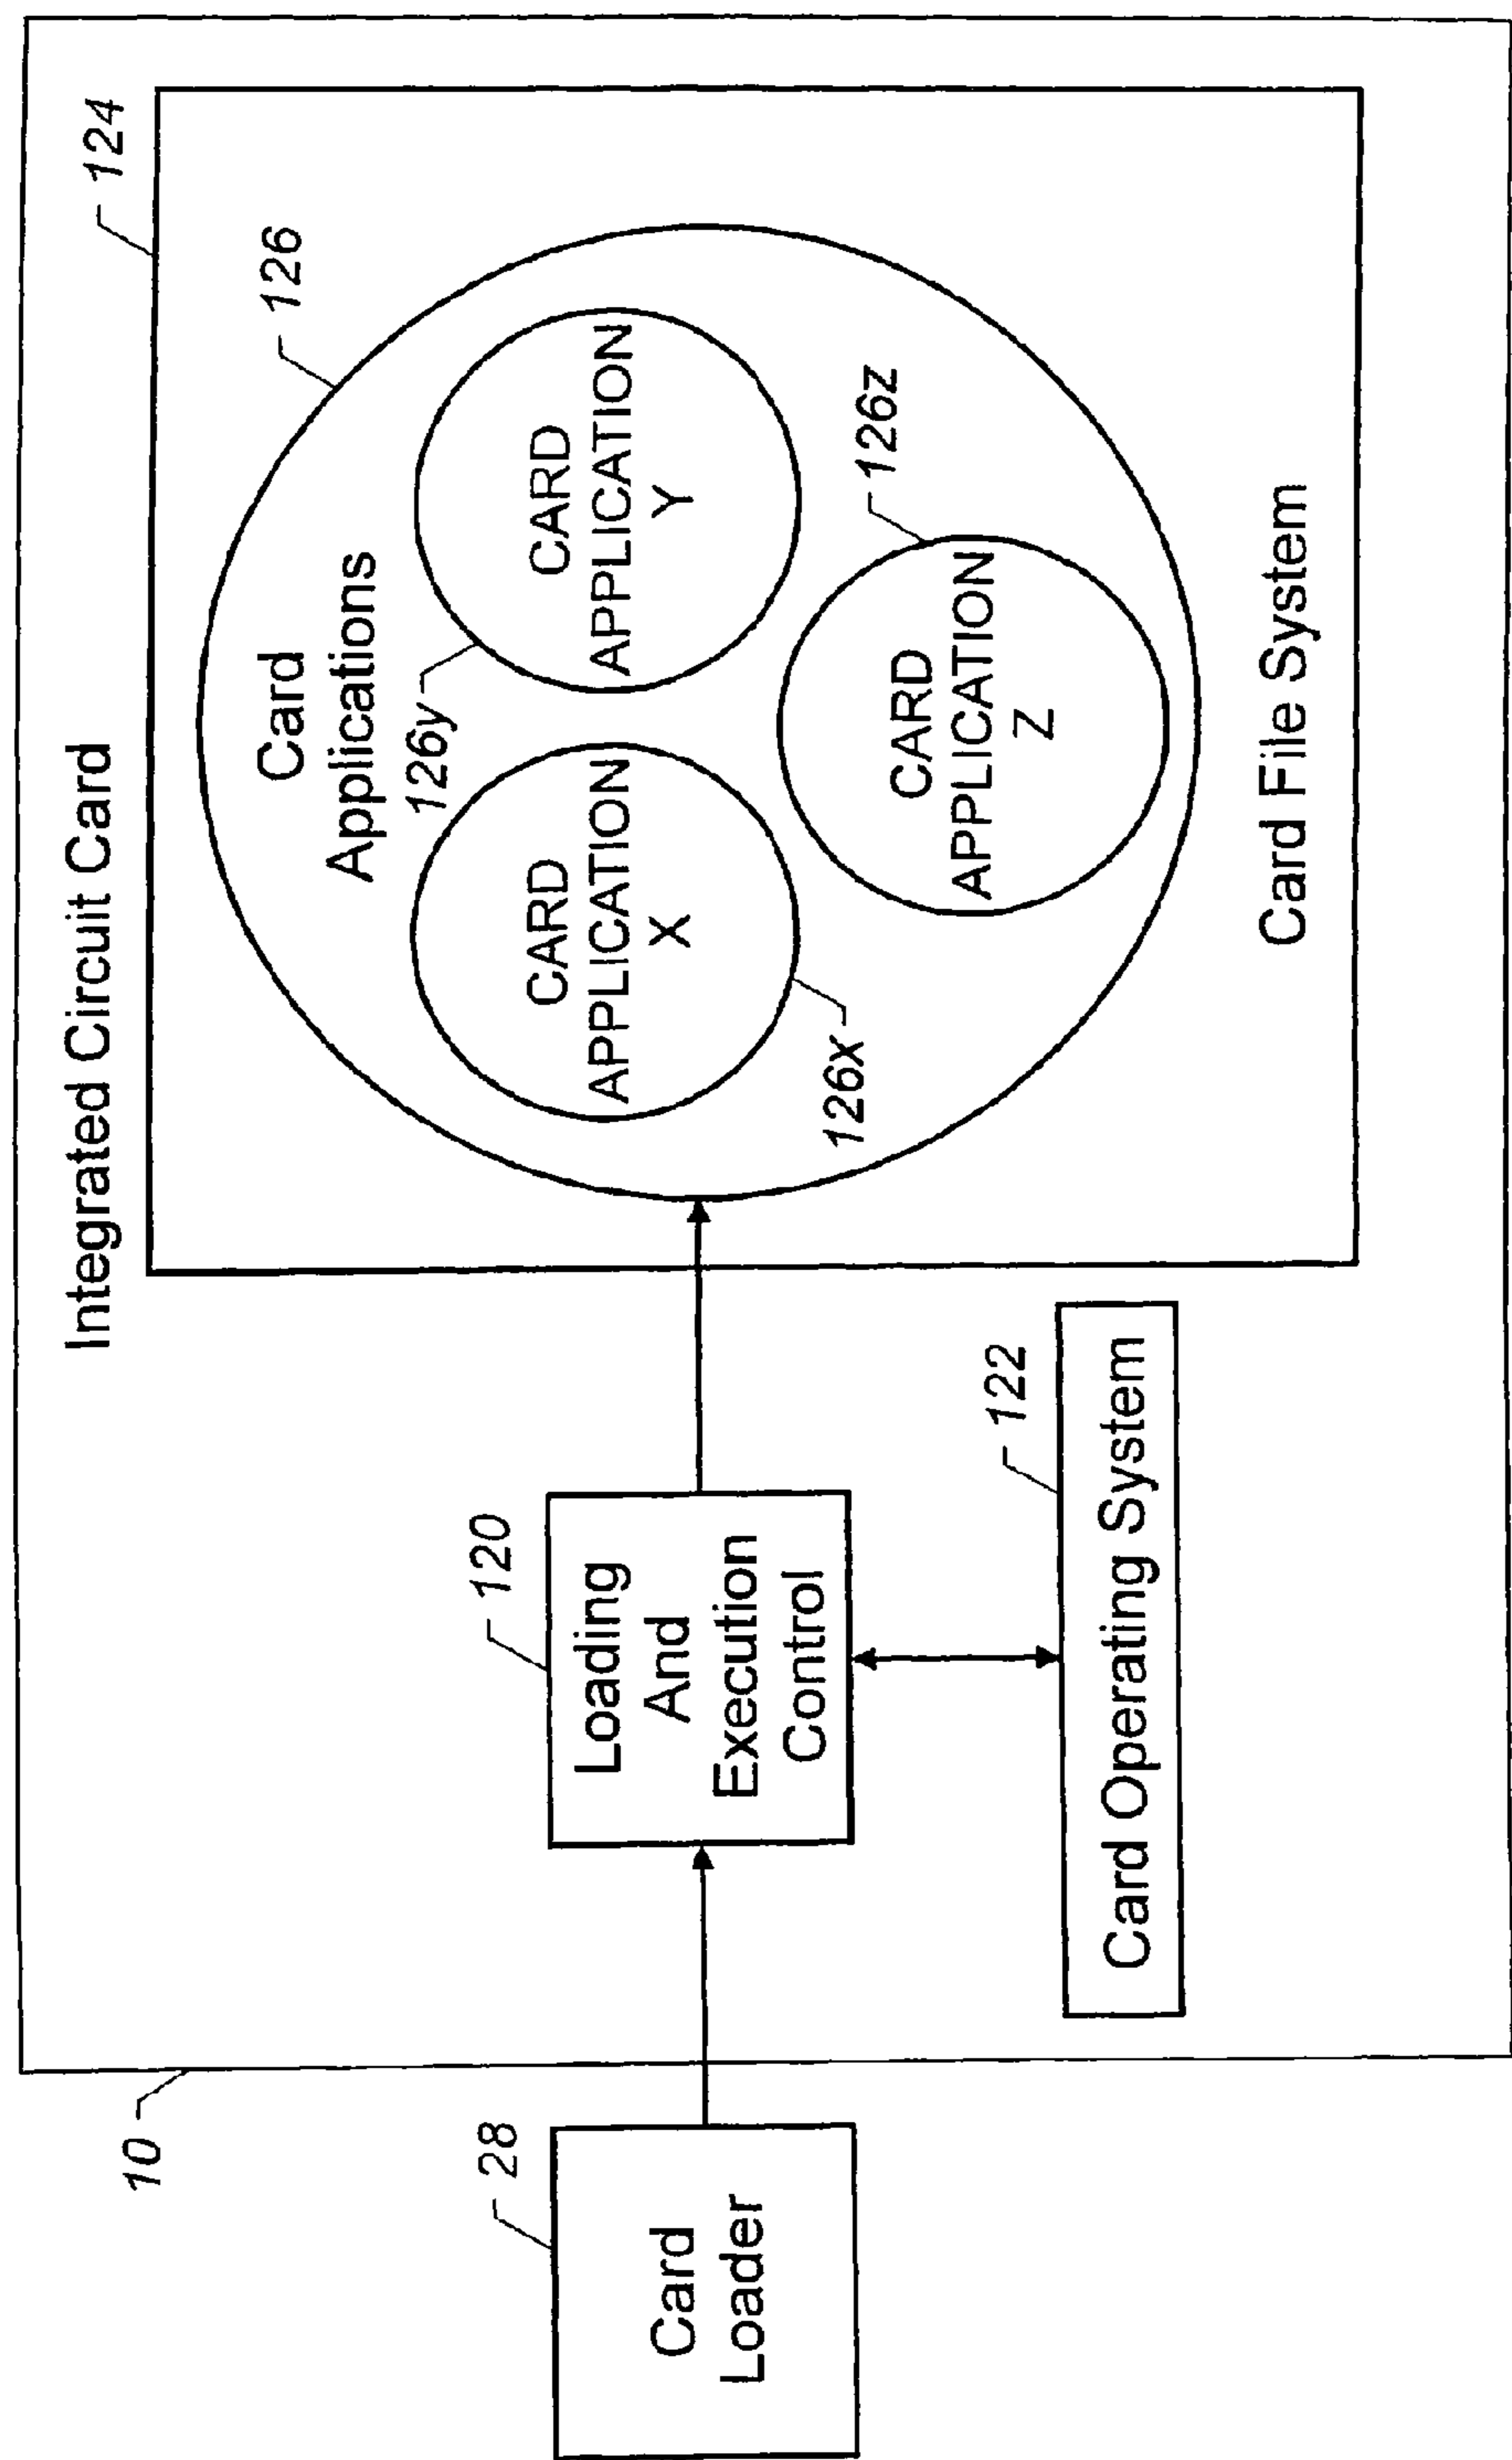 Integrated Circuit Card
10
124
126
Card
Applications
126y
CARD
APPLICATION
X
CARD
APPLICATION
Y
126x
126z
CARD
APPLICATION
Z
Card File System
28
Card
Loader
120
Loading
And
Execution
Control
122
Card Operating System